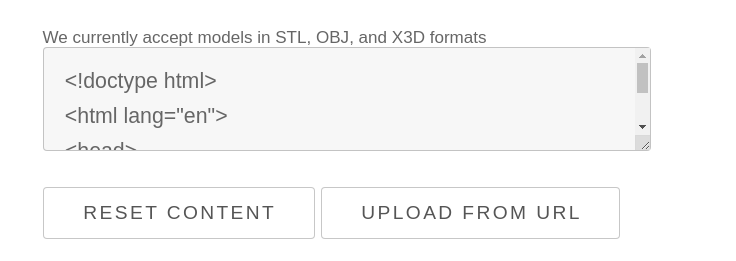 We currently accept models in STL, OBJ, and X3D formats
<!doctype html>
<html lang="en">
<head>
RESET CONTENT
UPLOAD FROM URL